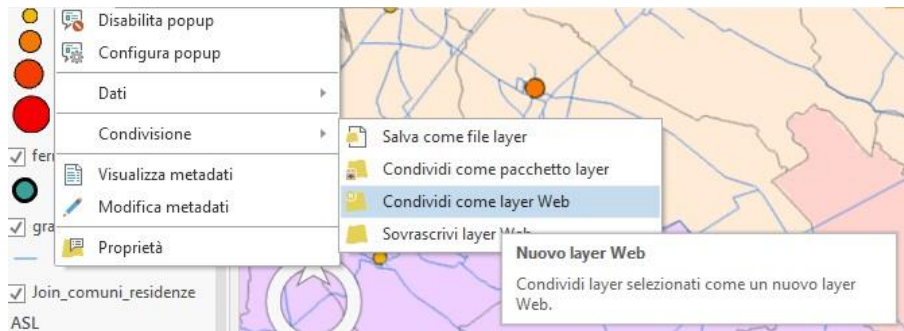 Disabilita popup
Configura popup
Dati
Condivisione
Salva come file layer
Condividi come pacchetto layer
Visualizza metadati
Condividi come layer Web
Modifica metadati
Sovrascrivi layer Web
Nuovo layer Web
Proprietà
Condividi layer selezionati come un nuovo layer
Web.
Join_comuni_residenze
ASL